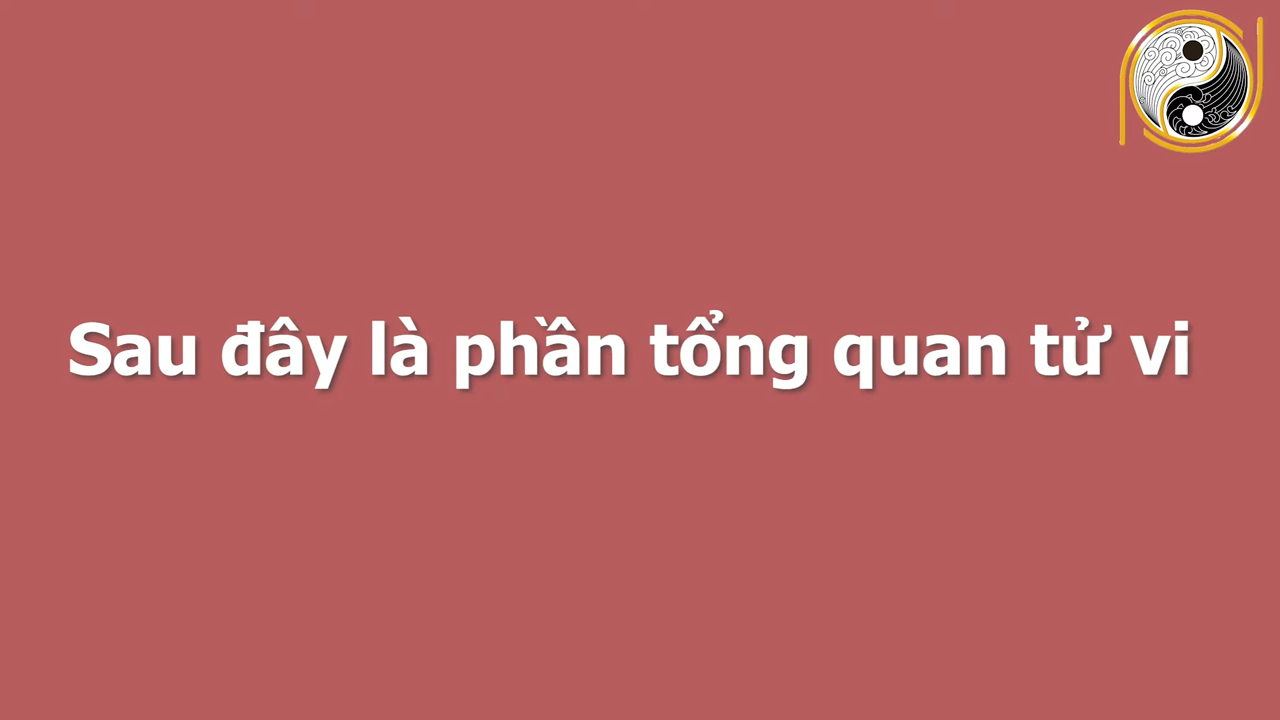 Sau đây là phần tổng quan tử vi